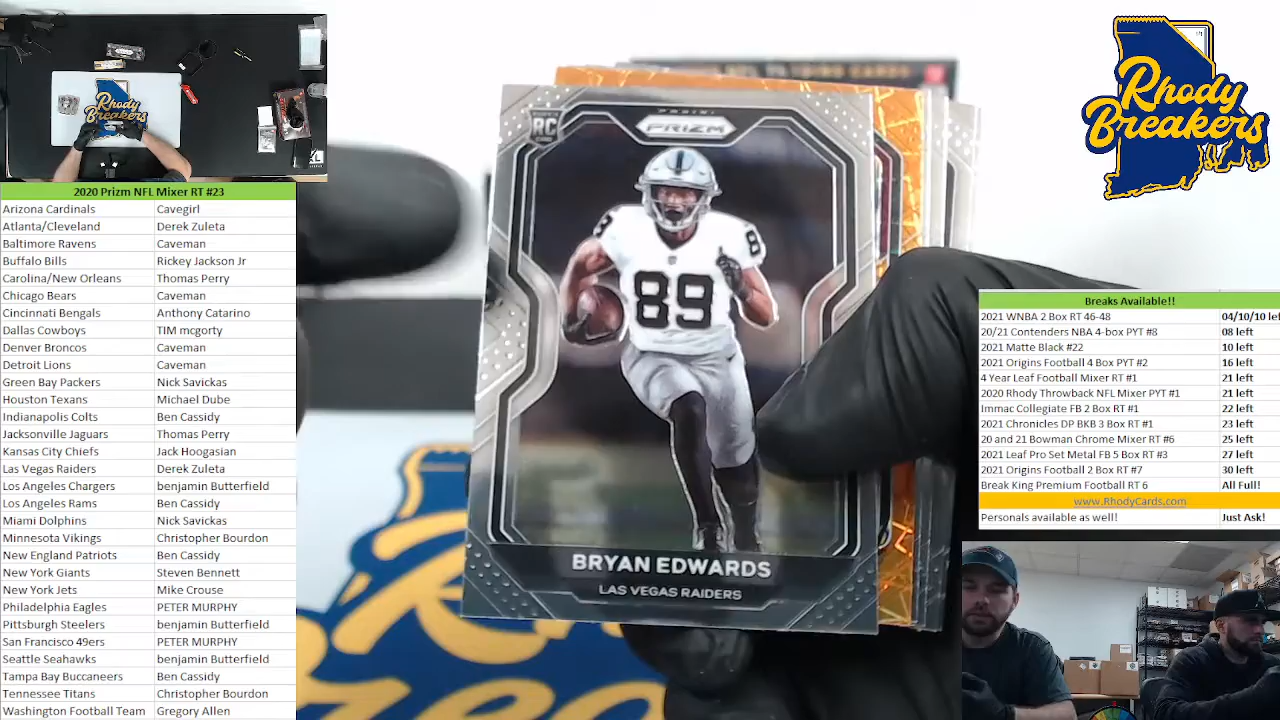 Rhody
Breakers
2020 Prizm NFL Mixer RT #23
Arizona Cardinals Cavegirl
Atlanta/Cleveland Derek Zuleta
Baltimore Ravens Caveman
Buffalo Bills Rickey Jackson Jr
Carolina/New Orleans Thomas Perry
Chicago Bears Caveman
Cincinnati Bengals Anthony Catarino
Dallas Cowboys TIM mcgorty
Denver Broncos Caveman
Detroit Lions Caveman
Green Bay Packers Nick Savickas
Houston Texans Michael Dube
Indianapolis Colts Ben Cassidy
Jacksonville Jaguars Thomas Perry
Kansas City Chiefs Jack Hoogasian
Las Vegas Raiders Derek Zuleta
Los Angeles Chargers benjamin Butterfield
Los Angeles Rams Ben Cassidy
Miami Dolphins Nick Savickas
Minnesota Vikings Christopher Bourdon
New England Patriots Ben Cassidy
New York Giants Steven Bennett
New York Jets Mike Crouse
Philadelphia Eagles PETER MURPHY
Pittsburgh Steelers benjamin Butterfield
San Francisco 49ers PETER MURPHY
Seattle Seahawks benjamin Butterfield
Tampa Bay Buccaneers Ben Cassidy
Tennessee Titans Christopher Bourdon
Washington Football Team Gregory Allen
RC
PANINI
PRIZM
89
89
89
BRYAN EDWARDS
LAS VEGAS RAIDERS
Rhody
Breakers
Breaks Available!!
2021 WNBA 2 Box RT 46-48 04/10/10 left
20/21 Contenders NBA 4-box PYT #8 08 left
2021 Matte Black #22 10 left
2021 Origins Football 4 Box PYT #2 16 left
4 Year Leaf Football Mixer RT #1 21 left
2020 Rhody Throwback NFL Mixer PYT #1 21 left
Immac Collegiate FB 2 Box RT #1 22 left
2021 Chronicles DP BKB 3 Box RT #1 23 left
20 and 21 Bowman Chrome Mixer RT #6 25 left
2021 Leaf Pro Set Metal FB 5 Box RT #3 27 left
2021 Origins Football 2 Box RT #7 30 left
Break King Premium Football RT 6 All Full!
www.RhodyCards.com
Personals available as well! Just Ask!